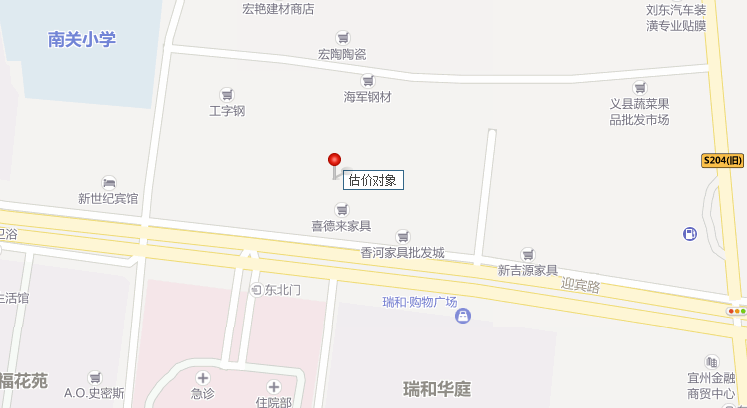 宏艳建材商店
刘东汽车装
潢专业贴膜
南关小学
宏陶陶瓷
海军钢材
工字钢
义县蔬菜果
品批发市场
S204(旧)
估价对象
新世纪宾馆
喜德来家具
卫浴
香河家具批发城
新吉源家具
迎宾路
东北门
生活馆
瑞和·购物广场
福花苑
A.O.史密斯
急诊
住院部
瑞和华庭
宜州金融
商贸中心